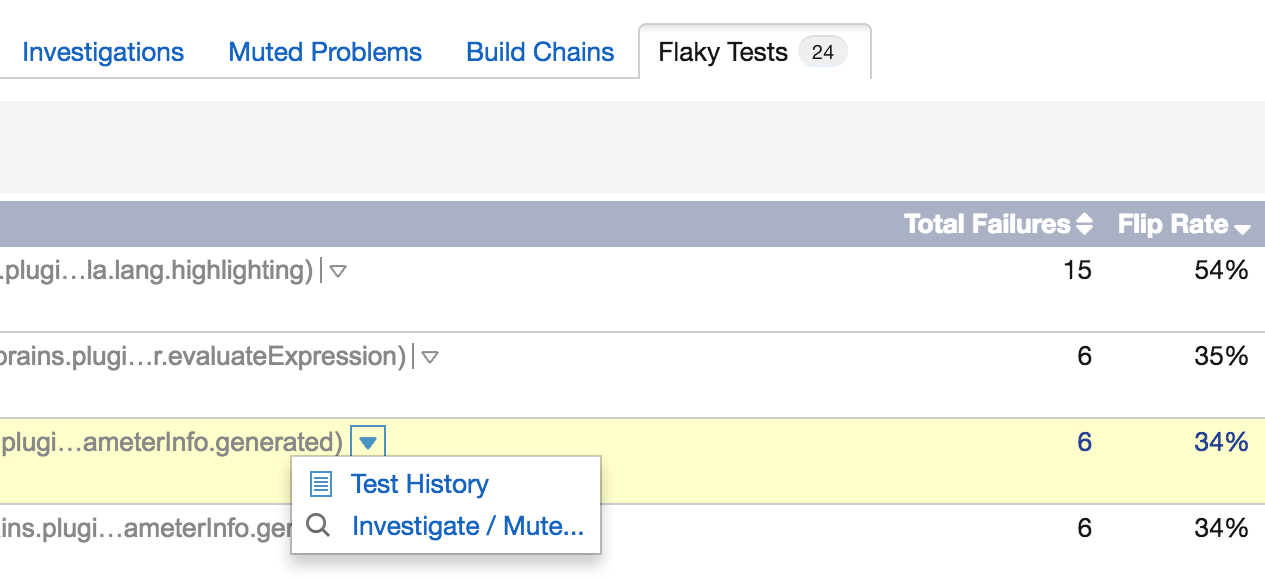 Investigations Muted Problems Build Chains Flaky Tests 24
Total Failures Flip Rate
.plugi…la.lang.highlighting) 15 54%
brains.plugi…r.evaluateExpression) 6 35%
plugi…ameterInfo.generated) 6 34%
Test History
ins.plugi…ameterInfo.ger 6 34%
Investigate / Mute...